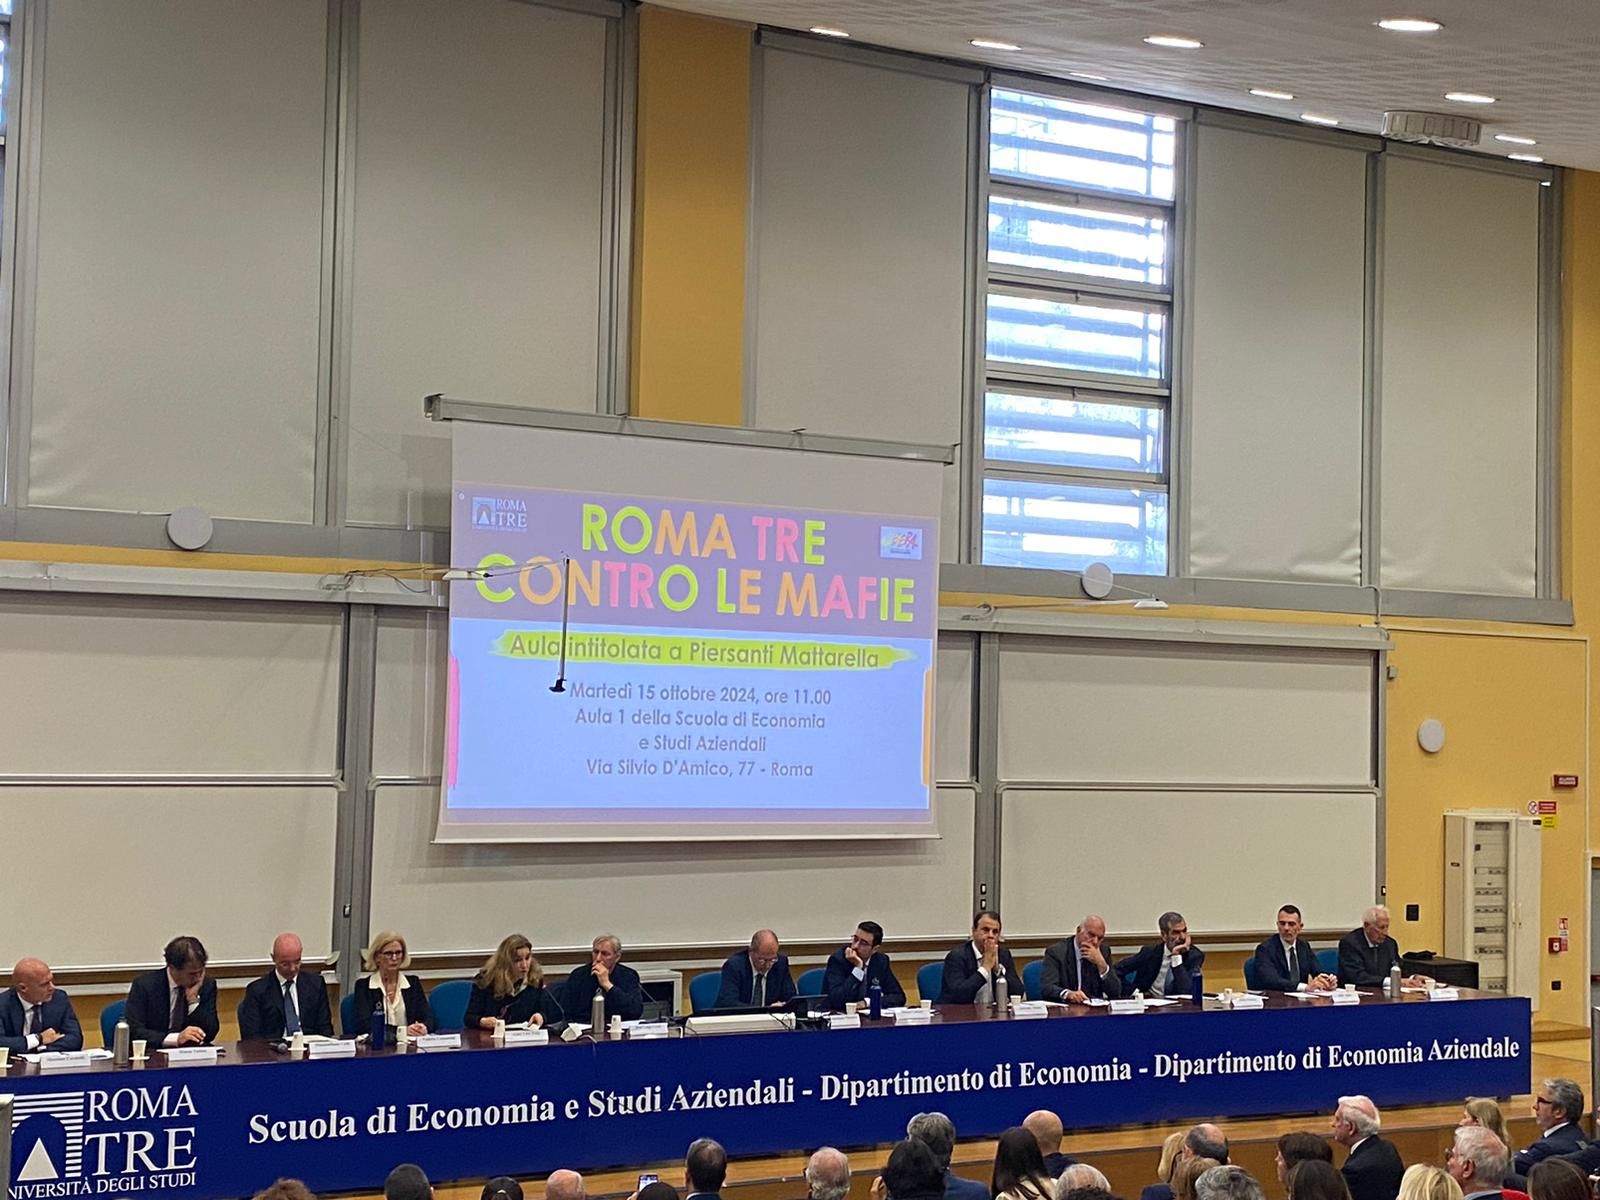 ROMA
TRE
ROMA TRE
CONTRO LE MAFIE
Aula intitolata a Piersanti Mattarella
Martedì 15 ottobre 2024, ore 11.00
Aula 1 della Scuola di Economia
e Studi Aziendali
Via Silvio D'Amico, 77 - Roma
ROMA
TRE
UNIVERSITÀ DEGLI STUDI
Scuola di Economia e Studi Aziendali - Dipartimento di Economia - Dipartimento di Economia Aziendale